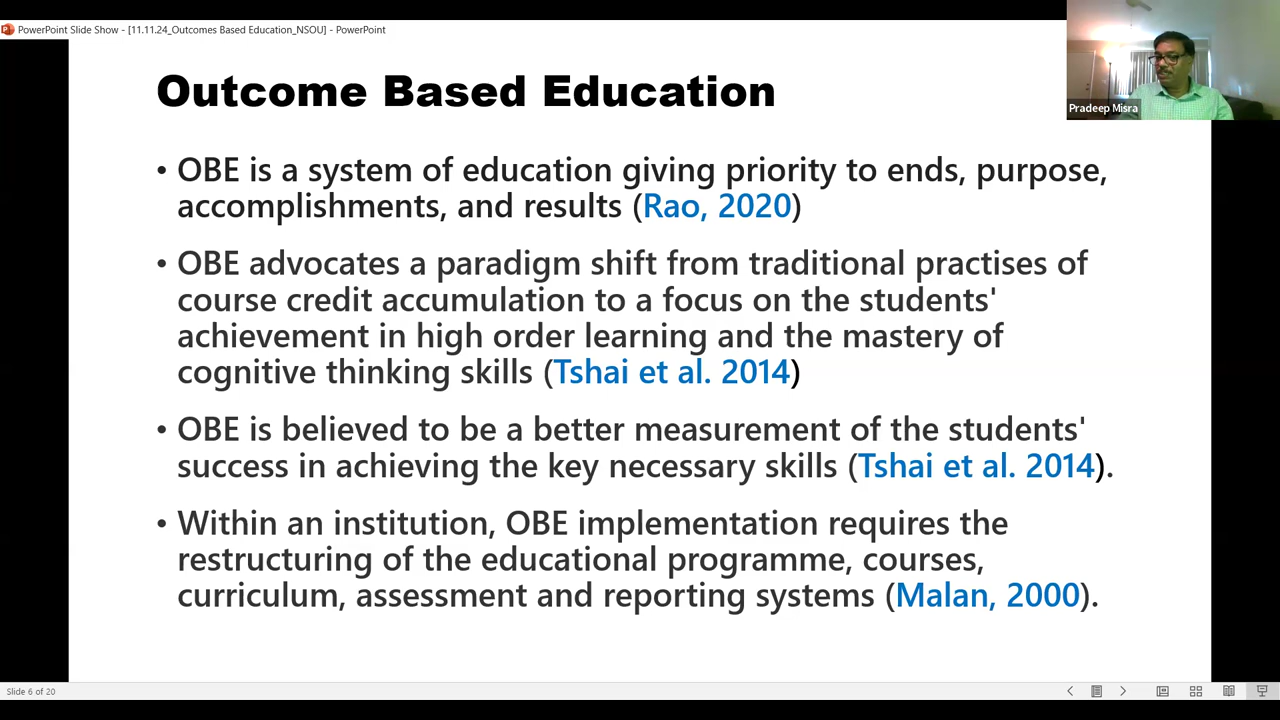 PowerPoint Slide Show - [11.11.24_Outcomes Based Education_NSOU] - PowerPoint
Pradeep Misra
Outcome Based Education
• OBE is a system of education giving priority to ends, purpose,
accomplishments, and results (Rao, 2020)
• OBE advocates a paradigm shift from traditional practises of
course credit accumulation to a focus on the students'
achievement in high order learning and the mastery of
cognitive thinking skills (Tshai et al. 2014)
• OBE is believed to be a better measurement of the students'
success in achieving the key necessary skills (Tshai et al. 2014).
• Within an institution, OBE implementation requires the
restructuring of the educational programme, courses,
curriculum, assessment and reporting systems (Malan, 2000).
Slide 6 of 20